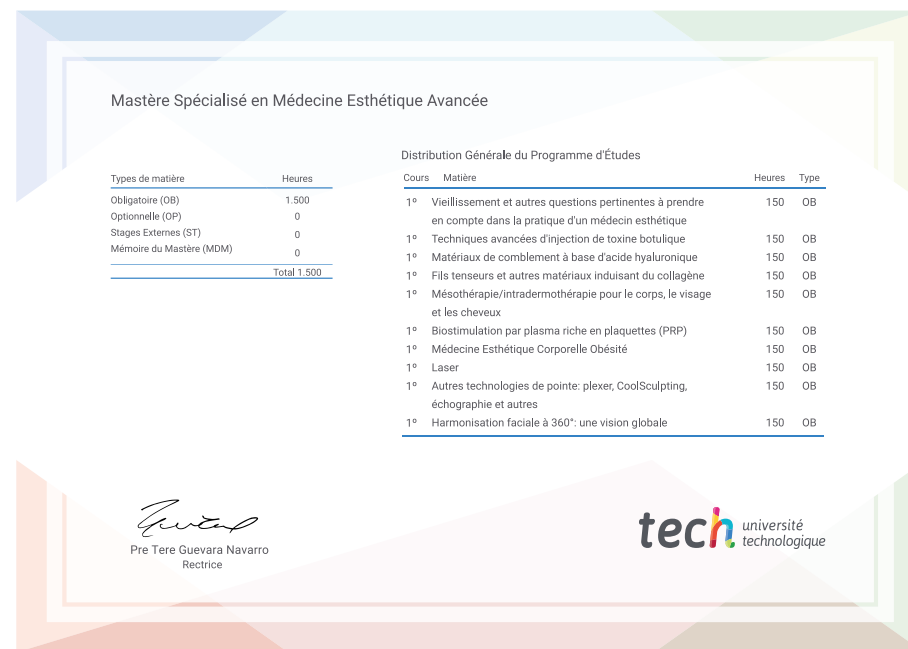 Mastère Spécialisé en Médecine Esthétique Avancée
Types de matière Heures
Obligatoire (OB) 1.500
Optionnelle (OP) 0
Stages Externes (ST) 0
Mémoire du Mastère (MDM) 0
Total 1.500
Distribution Général​e du Programme d'Études
Cours Matière Heures Type
1º Vieillissement et autres questions pertinentes à prendre 150 OB
en compte dans la pratique d'un médecin esthétique
1º Techniques avancées d'injection de toxine botulique 150 OB
1º Matériaux de comblement à base d'acide hyaluronique 150 OB
1º Fils tenseurs et autres matériaux induisant du collagène 150 OB
1º Mésothérapie/intradermothérapie pour le corps, le visage 150 OB
et les cheveux
1º Biostimulation par plasma riche en plaquettes (PRP) 150 OB
1º Médecine Esthétique Corporelle Obésité 150 OB
1º Laser 150 OB
1º Autres technologies de pointe: plexer, CoolSculpting, 150 OB
échographie et autres
1º Harmonisation faciale à 360°: une vision globale 150 OB
Pre Tere Guevara Navarro
Rectrice
tech université
technologique